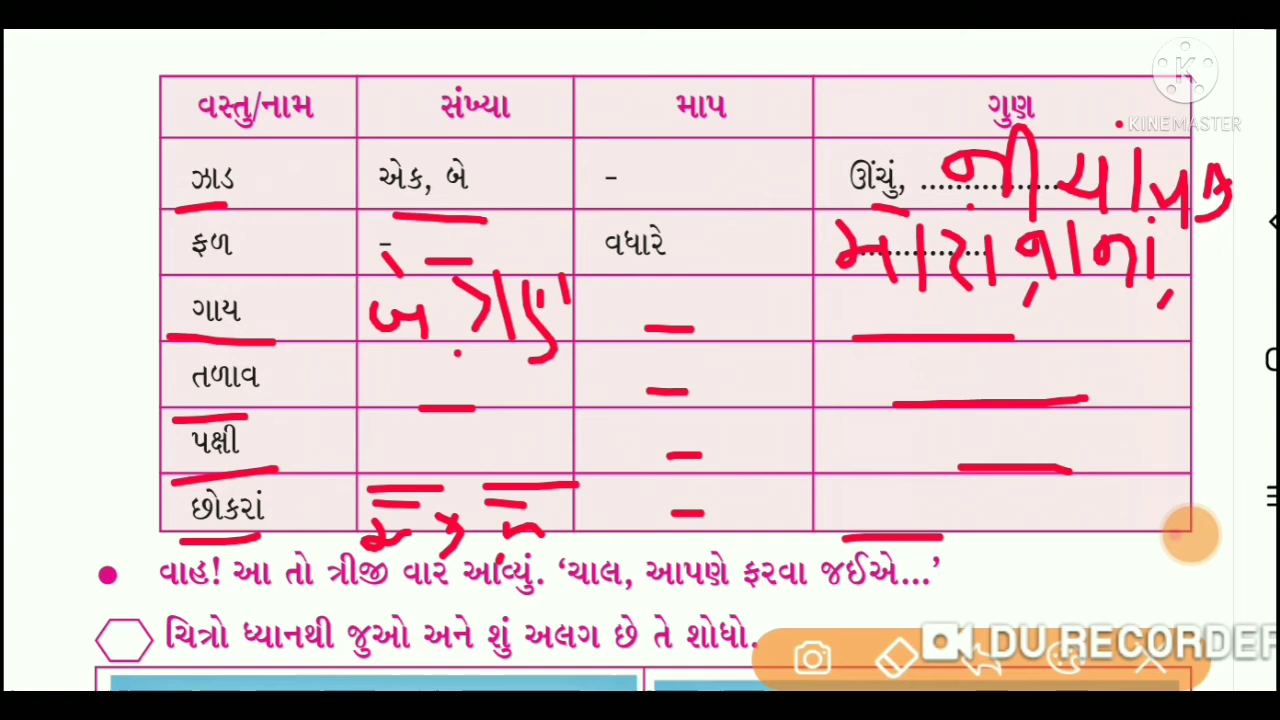 KINEMASTER
વસ્તુ/નામ સંખ્યા માપ ગુણ
ઝાડ એક, બે - ઊંચું, ..................
ફળ - વધારે ..................
ગાય
તળાવ
પક્ષી
છોકરાં
● વાહ! આ તો ત્રીજી વાર આવ્યું. ‘ચાલ, આપણે ફરવા જઈએ...’
ચિત્રો ધ્યાનથી જુઓ અને શું અલગ છે તે શોધો.
DU RECORDER